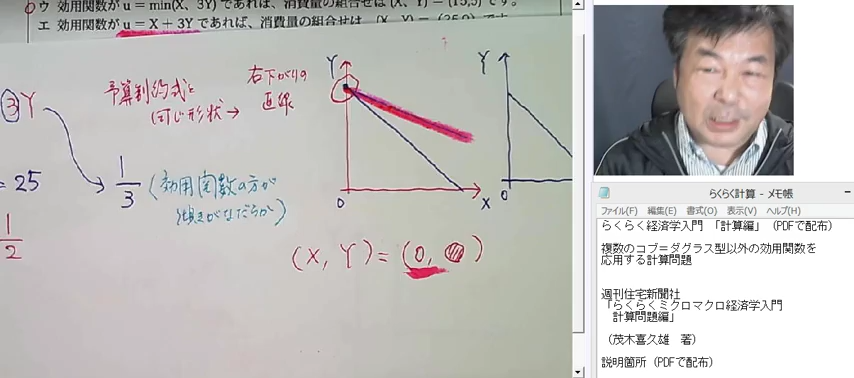 ウ 効用関数が u = min(X、3Y) であれば、消費量の組合せは (X、Y) = (15,5) です。
エ 効用関数が u = X + 3Y であれば、消費量の組合せは、(X、Y) = (25,0) です。
③Y
予算制約式と
同じ形状 →
右下がりの
直線
= 25
1/3 (効用関数の方が
傾きがなだらか)
1/2
Y
0
X
Y
0
(X, Y) = (0, )
らくらく計算 - メモ帳
ファイル(F) 編集(E) 書式(O) 表示(V) ヘルプ(H)
らくらく経済学入門 「計算編」(PDFで配布)
複数のコブ=ダグラス型以外の効用関数を
応用する計算問題
週刊住宅新聞社
「らくらくミクロマクロ経済学入門
計算問題編」
(茂木喜久雄 著)
説明箇所(PDFで配布)